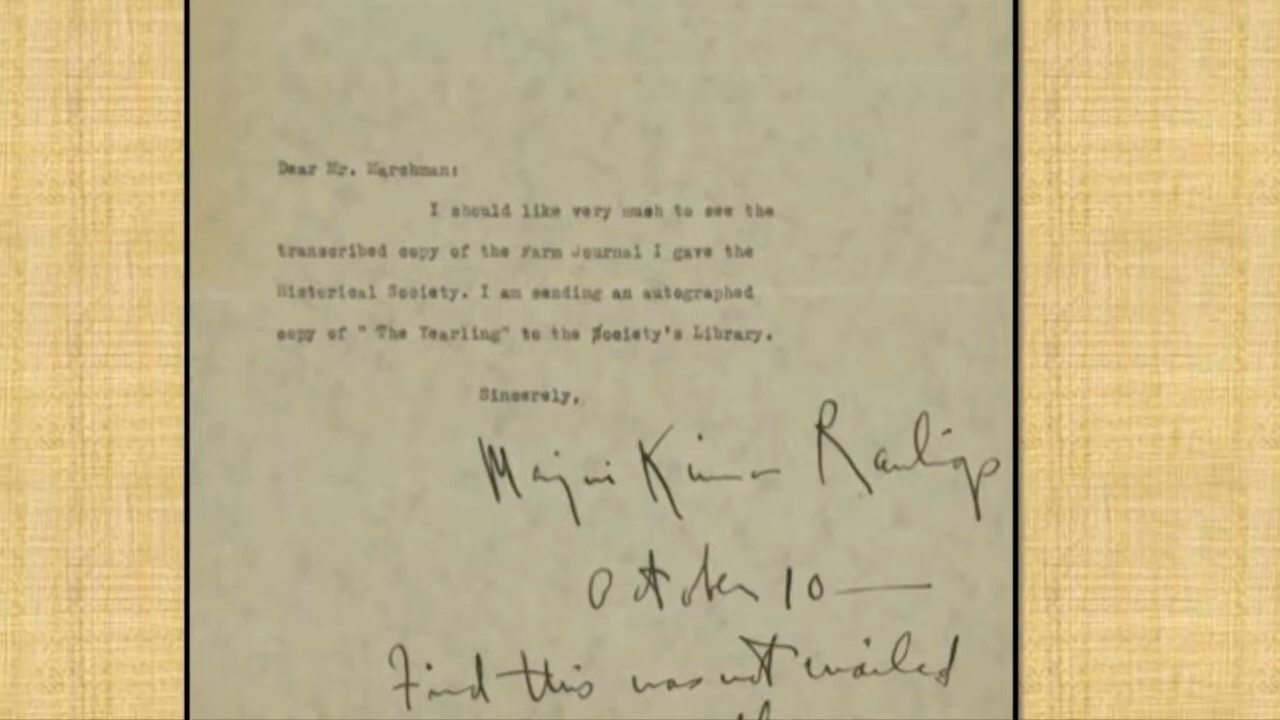 Dear Mr. Marshman:
I should like very much to see the
transcribed copy of the Farm Journal I gave the
Historical Society. I am sending an autographed
copy of " The Yearling" to the Society's Library.
Sincerely,
Marjorie Kinnan Rawlings
October 10 —
Find this was not mailed